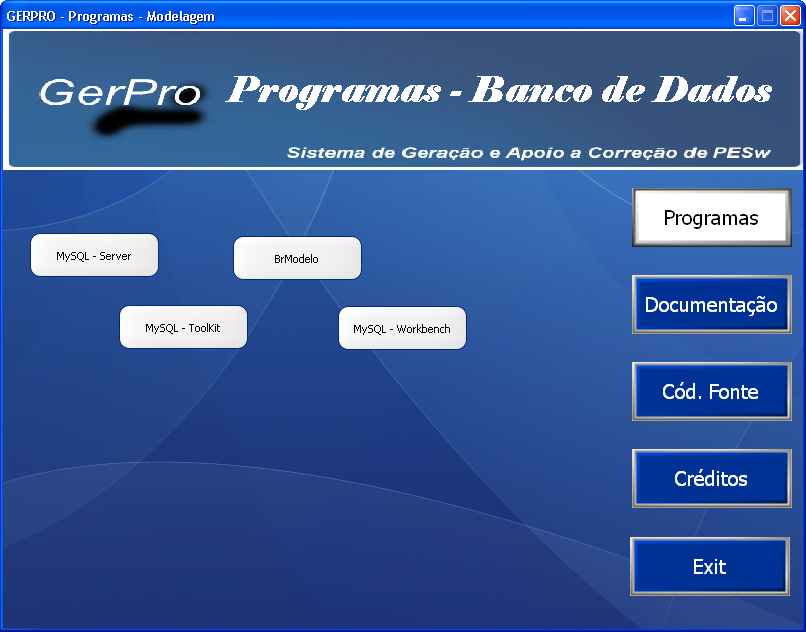 GERPRO - Programas - Modelagem
GerPro
Programas - Banco de Dados
Sistema de Geração e Apoio a Correção de PESw
MySQL - Server
BrModelo
MySQL - ToolKit
MySQL - Workbench
Programas
Documentação
Cód. Fonte
Créditos
Exit